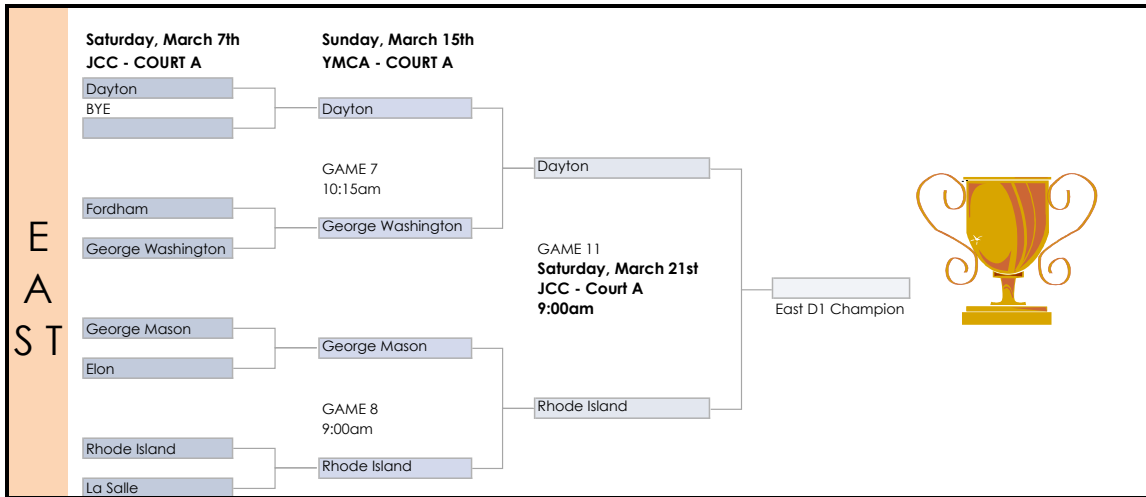 Saturday, March 7th
JCC - COURT A
Sunday, March 15th
YMCA - COURT A
Dayton
BYE
Dayton
GAME 7
10:15am
Dayton
Fordham
George Washington
George Washington
GAME 11
Saturday, March 21st
JCC - Court A
9:00am
East D1 Champion
George Mason
Elon
George Mason
GAME 8
9:00am
Rhode Island
Rhode Island
La Salle
Rhode Island
E
A
S T